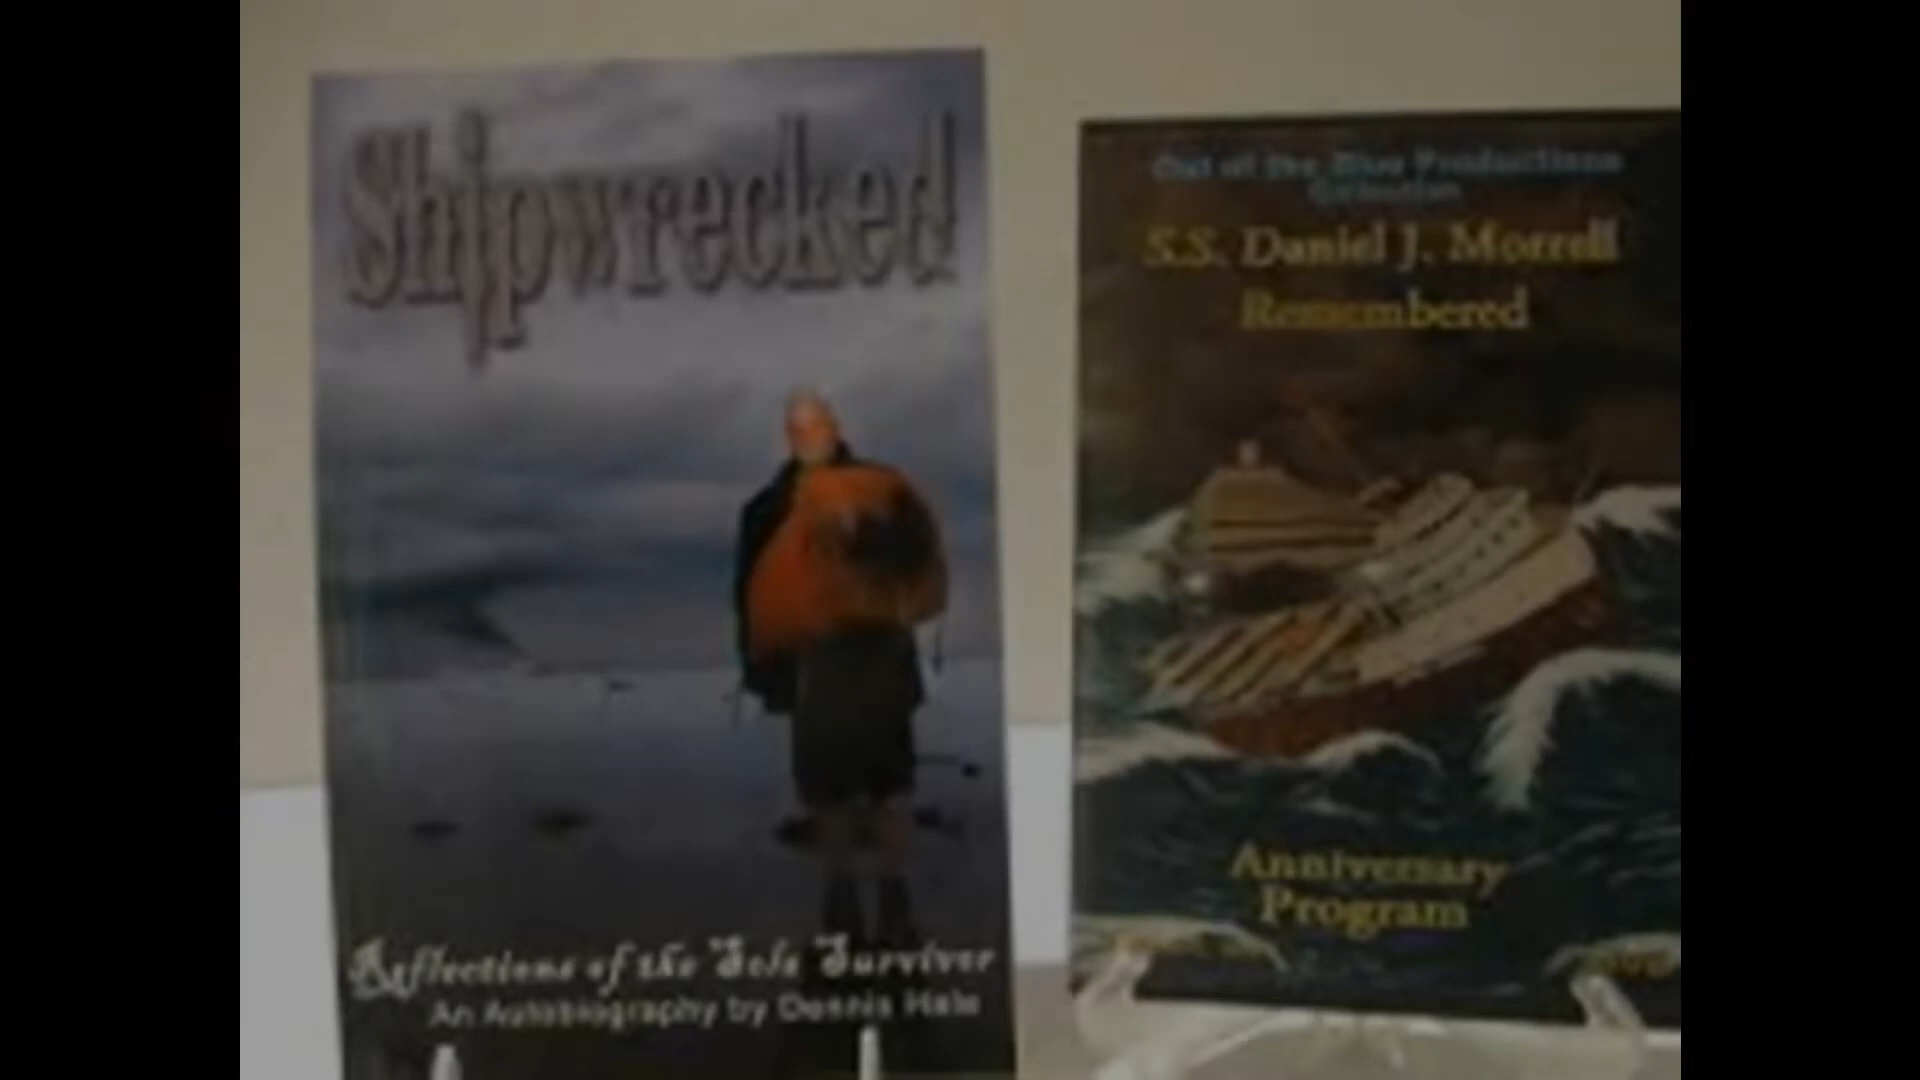 Shipwrecked
Reflections of the Sole Survivor
An Autobiography by Dennis Hale
Out of the Blue Productions
Collection
S.S. Daniel J. Morrell
Remembered
Anniversary
Program